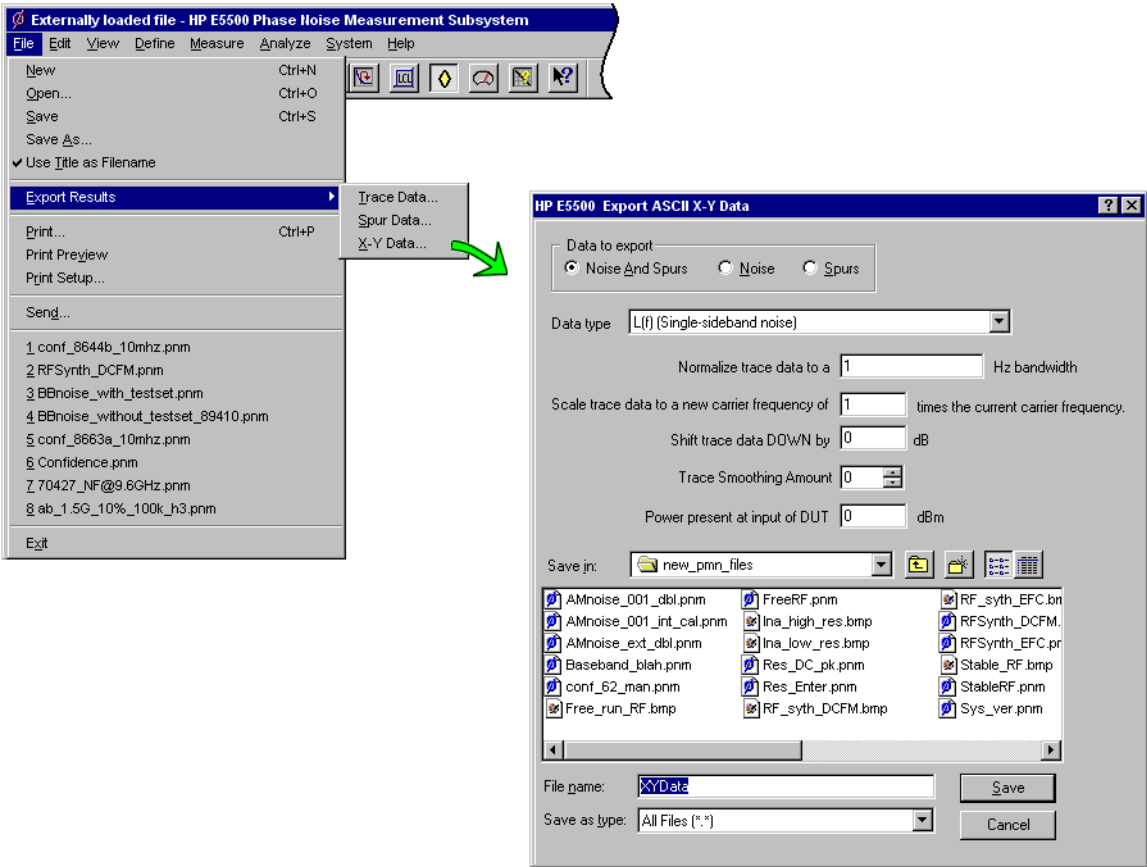 Externally loaded file - HP E5500 Phase Noise Measurement Subsystem
File Edit View Define Measure Analyze System Help
New Ctrl+N
Open... Ctrl+O
Save Ctrl+S
Save As...
Use Title as Filename
Export Results
Trace Data...
Spur Data...
X-Y Data...
Print... Ctrl+P
Print Preview
Print Setup...
Send...
1 conf_8644b_10mhz.pnm
2 RFSynth_DCFM.pnm
3 BBnoise_with_testset.pnm
4 BBnoise_without_testset_89410.pnm
5 conf_8663a_10mhz.pnm
6 Confidence.pnm
7 70427_NF@9.6GHz.pnm
8 ab_1.5G_10%_100k_h3.pnm
Exit
LCL
HP E5500 Export ASCII X-Y Data
Data to export
Noise And Spurs Noise Spurs
Data type L(f) (Single-sideband noise)
Normalize trace data to a 1 Hz bandwidth
Scale trace data to a new carrier frequency of 1 times the current carrier frequency.
Shift trace data DOWN by 0 dB
Trace Smoothing Amount 0
Power present at input of DUT 0 dBm
Save in: new_pmn_files
AMnoise_001_dbl.pnm FreeRF.pnm RF_syth_EFC.bm
AMnoise_001_int_cal.pnm lna_high_res.bmp RFSynth_DCFM.
AMnoise_ext_dbl.pnm lna_low_res.bmp RFSynth_EFC.pr
Baseband_blah.pnm Res_DC_pk.pnm Stable_RF.bmp
conf_62_man.pnm Res_Enter.pnm StableRF.pnm
Free_run_RF.bmp RF_syth_DCFM.bmp Sys_ver.pnm
File name: XYData Save
Save as type: All Files (*.*) Cancel